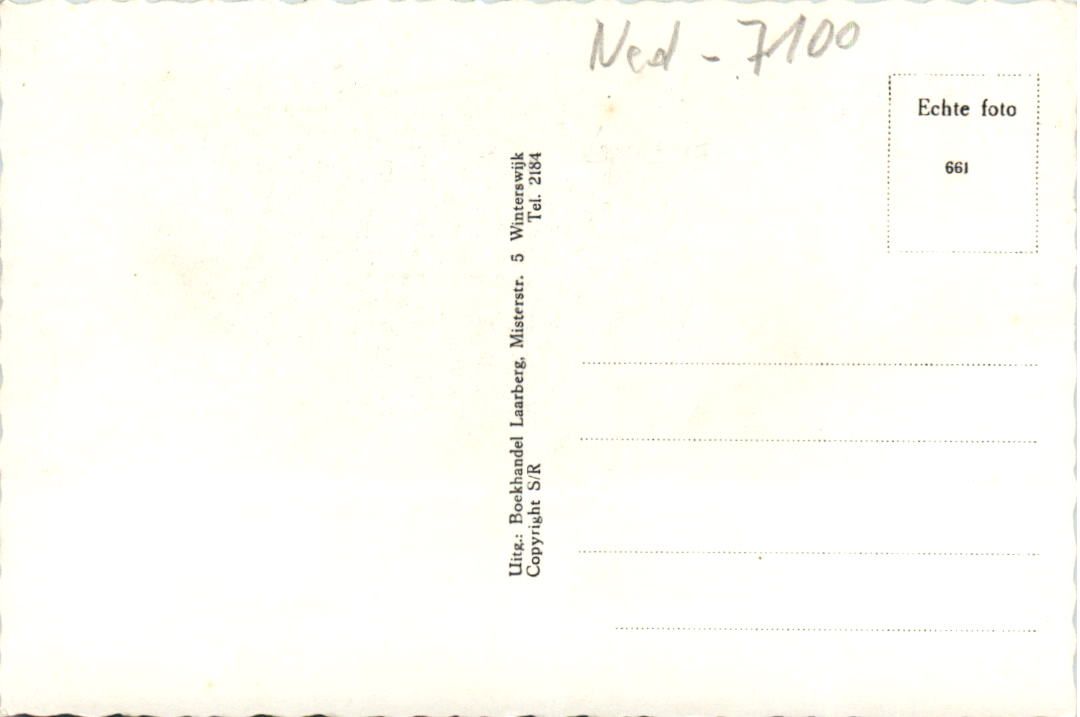 Ned - 7100
Echte foto
661
Uitg.: Boekhandel Laarberg, Misterstr. 5 Winterswijk
Copyright S/R Tel. 2184